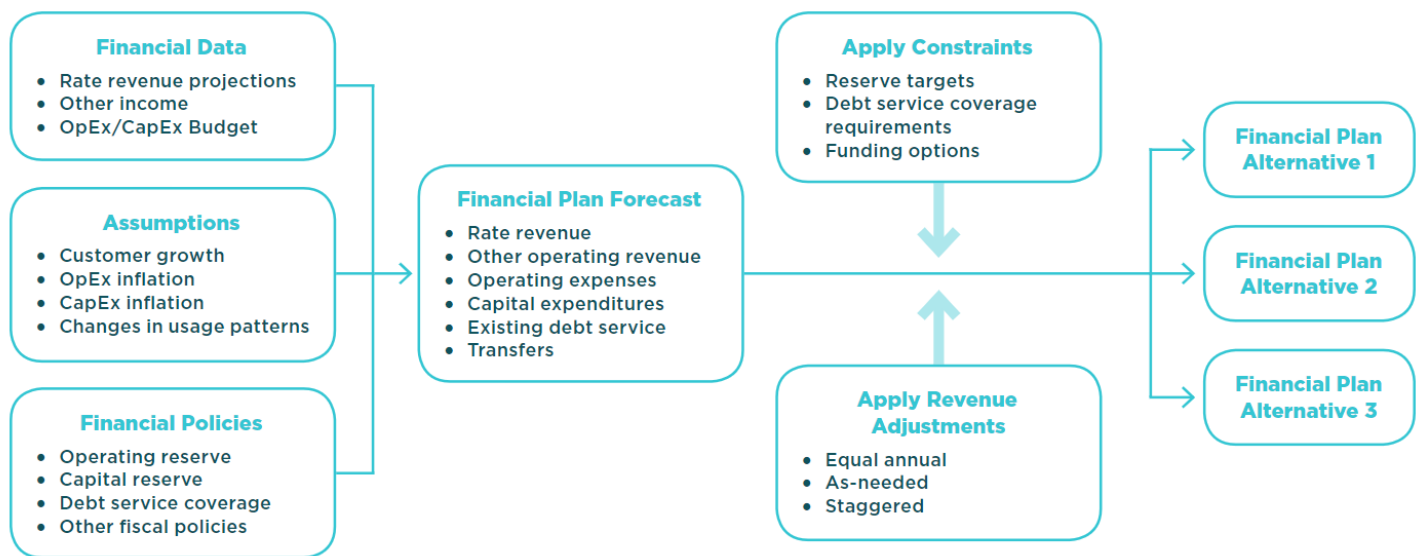 Financial Data
• Rate revenue projections
• Other income
• OpEx/CapEx Budget
Assumptions
• Customer growth
• OpEx inflation
• CapEx inflation
• Changes in usage patterns
Financial Policies
• Operating reserve
• Capital reserve
• Debt service coverage
• Other fiscal policies
Financial Plan Forecast
• Rate revenue
• Other operating revenue
• Operating expenses
• Capital expenditures
• Existing debt service
• Transfers
Apply Constraints
• Reserve targets
• Debt service coverage
requirements
• Funding options
Apply Revenue
Adjustments
• Equal annual
• As-needed
• Staggered
Financial Plan
Alternative 1
Financial Plan
Alternative 2
Financial Plan
Alternative 3